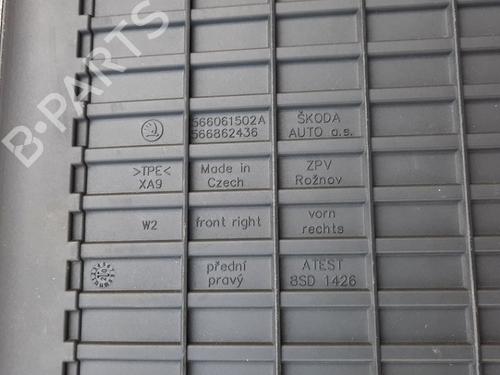 B-PARTS
566061502A
566862436
ŠKODA
AUTO a.s.
>TPE<
XA9
Made in
Czech
ZPV
Rožnov
W2
front right
vorn
rechts
přední
pravý
ATEST
8SD 1426